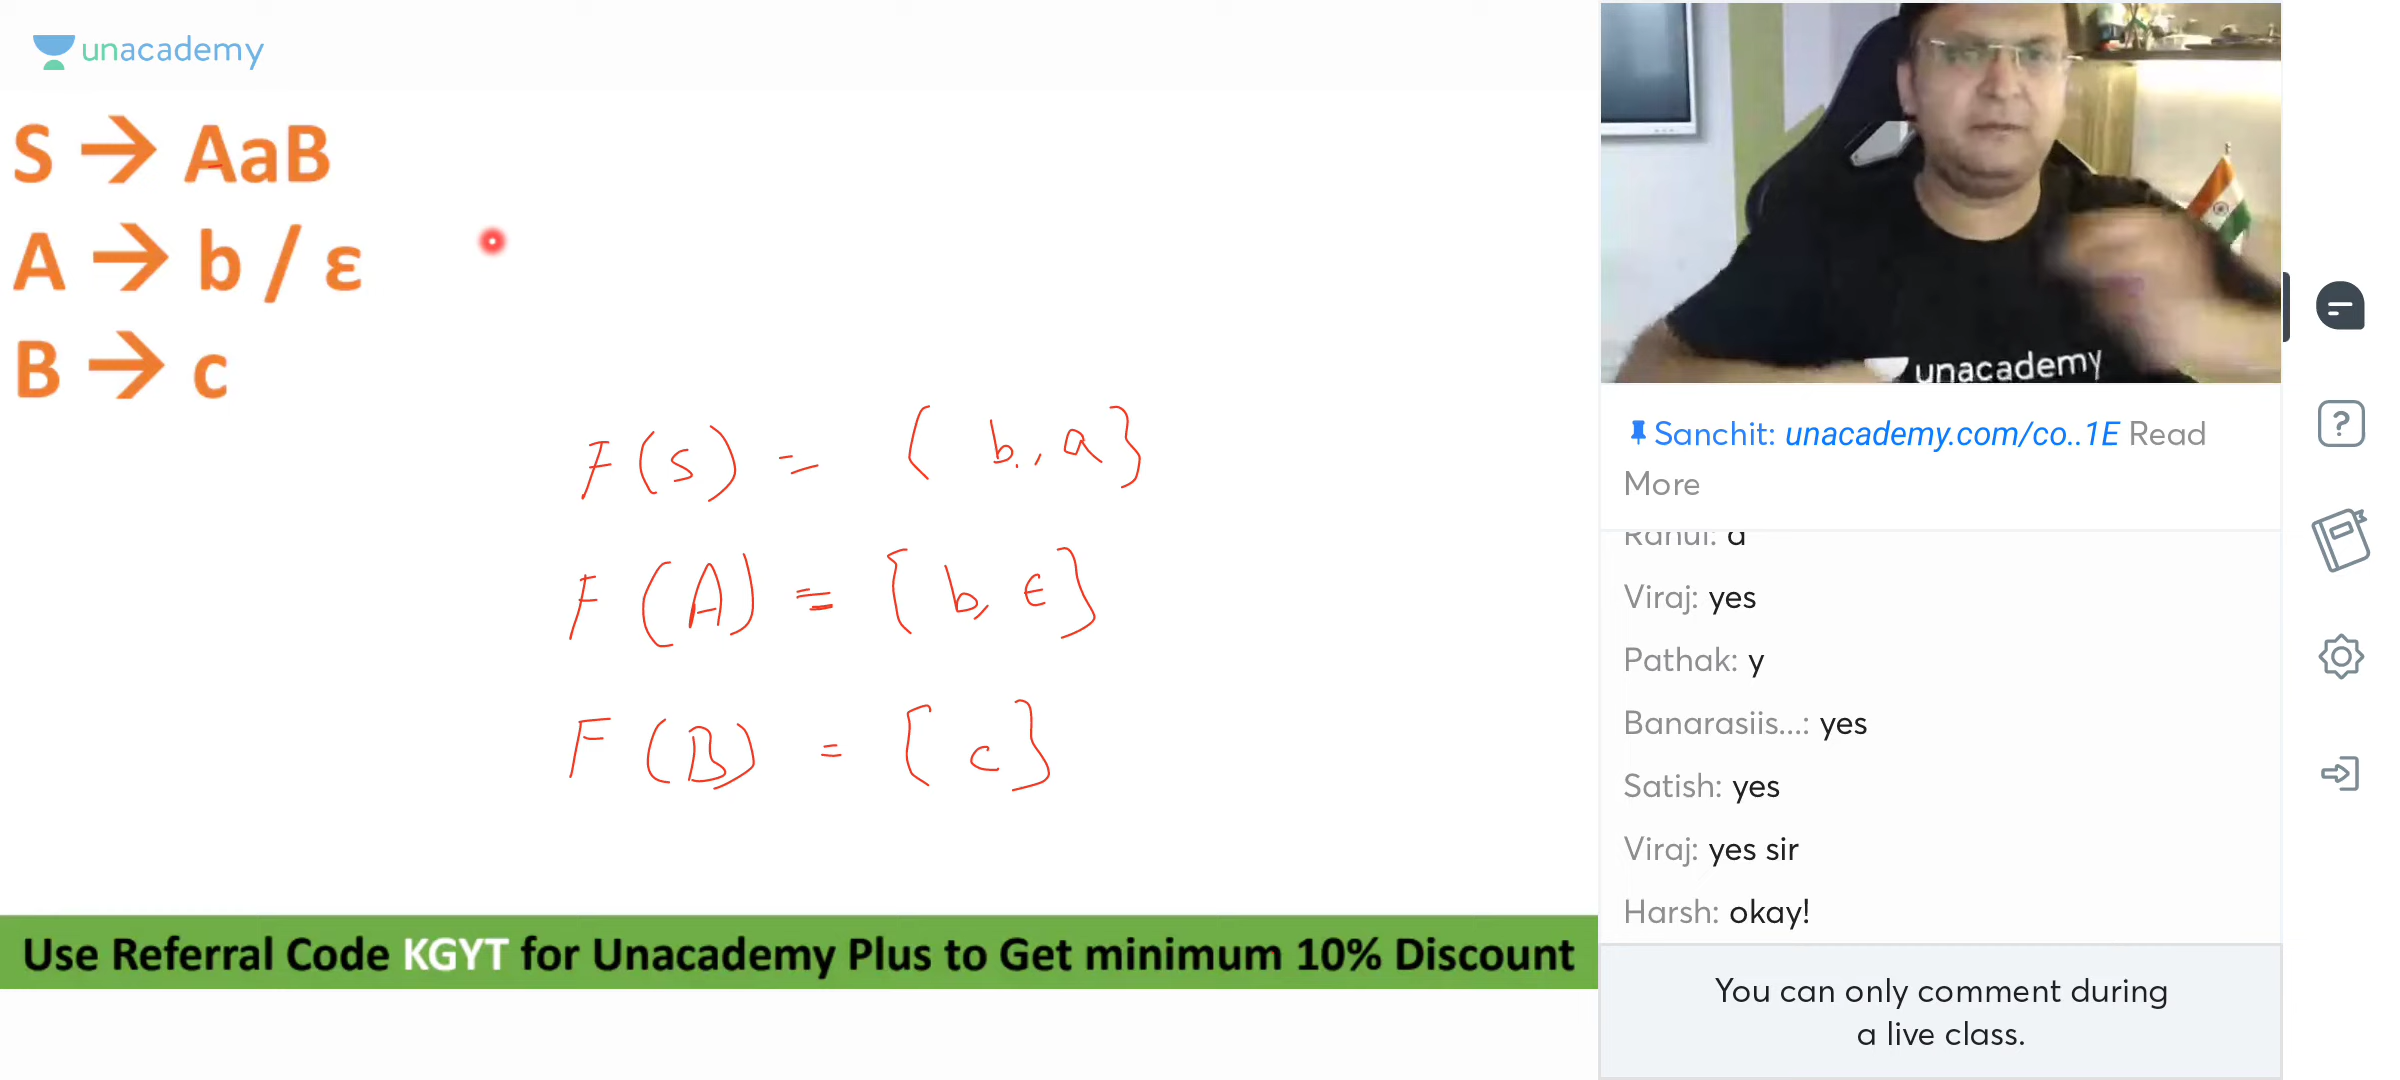 unacademy
S → AaB
A → b / ε
B → c
F(s) = { b, a }
F(A) = { b, ε }
F(B) = { c }
Use Referral Code KGYT for Unacademy Plus to Get minimum 10% Discount
unacademy
Sanchit: unacademy.com/co..1E Read
More
Rahul: a
Viraj: yes
Pathak: y
Banarasiis...: yes
Satish: yes
Viraj: yes sir
Harsh: okay!
You can only comment during
a live class.